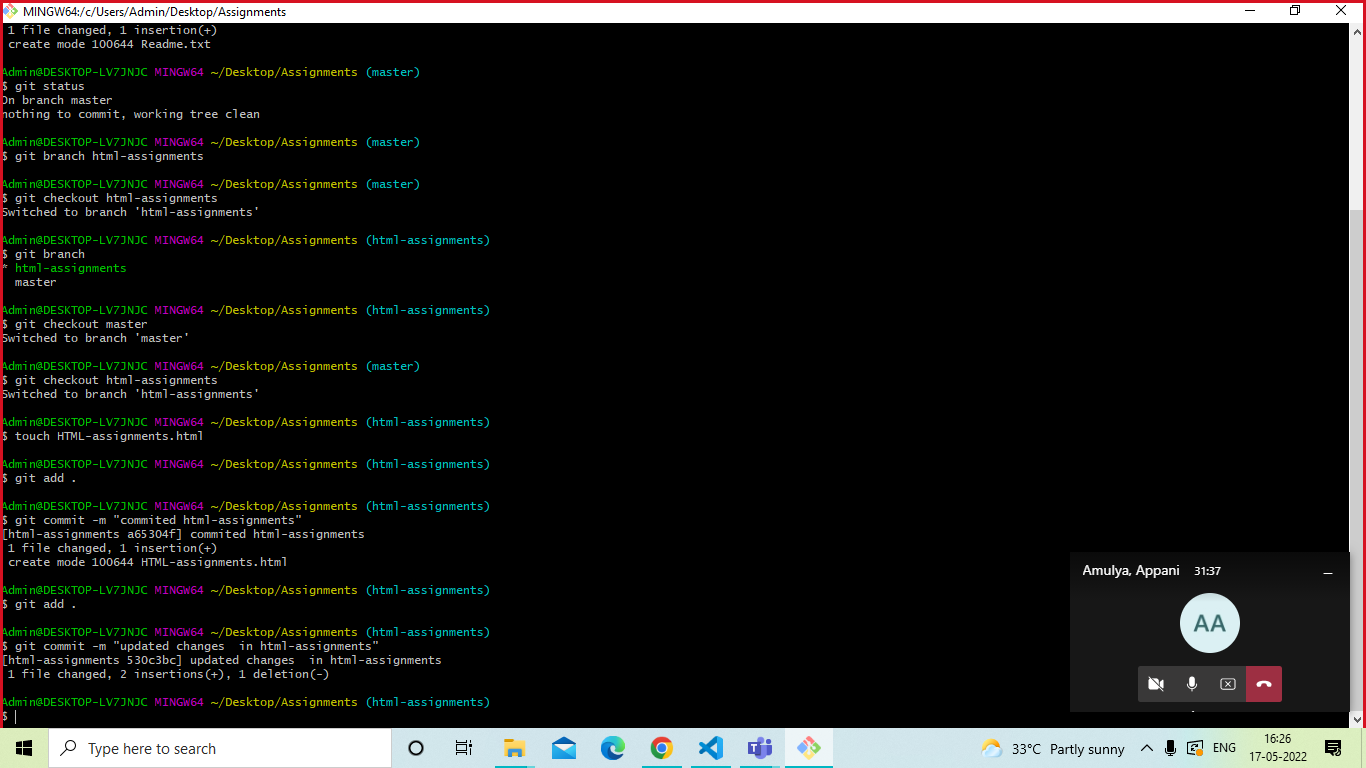 MINGW64:/c/Users/Admin/Desktop/Assignments
1 file changed, 1 insertion(+)
create mode 100644 Readme.txt
Admin@DESKTOP-LV7JNJC MINGW64 ~/Desktop/Assignments (master)
$ git status
On branch master
nothing to commit, working tree clean
Admin@DESKTOP-LV7JNJC MINGW64 ~/Desktop/Assignments (master)
$ git branch html-assignments
Admin@DESKTOP-LV7JNJC MINGW64 ~/Desktop/Assignments (master)
$ git checkout html-assignments
Switched to branch 'html-assignments'
Admin@DESKTOP-LV7JNJC MINGW64 ~/Desktop/Assignments (html-assignments)
$ git branch
* html-assignments
master
Admin@DESKTOP-LV7JNJC MINGW64 ~/Desktop/Assignments (html-assignments)
$ git checkout master
Switched to branch 'master'
Admin@DESKTOP-LV7JNJC MINGW64 ~/Desktop/Assignments (master)
$ git checkout html-assignments
Switched to branch 'html-assignments'
Admin@DESKTOP-LV7JNJC MINGW64 ~/Desktop/Assignments (html-assignments)
$ touch HTML-assignments.html
Admin@DESKTOP-LV7JNJC MINGW64 ~/Desktop/Assignments (html-assignments)
$ git add .
Admin@DESKTOP-LV7JNJC MINGW64 ~/Desktop/Assignments (html-assignments)
$ git commit -m "commited html-assignments"
[html-assignments a65304f] commited html-assignments
1 file changed, 1 insertion(+)
create mode 100644 HTML-assignments.html
Admin@DESKTOP-LV7JNJC MINGW64 ~/Desktop/Assignments (html-assignments)
$ git add .
Admin@DESKTOP-LV7JNJC MINGW64 ~/Desktop/Assignments (html-assignments)
$ git commit -m "updated changes  in html-assignments"
[html-assignments 530c3bc] updated changes  in html-assignments
1 file changed, 2 insertions(+), 1 deletion(-)
Admin@DESKTOP-LV7JNJC MINGW64 ~/Desktop/Assignments (html-assignments)
$
Amulya, Appani 31:37
AA
Type here to search
33°C Partly sunny
ENG
16:26
17-05-2022